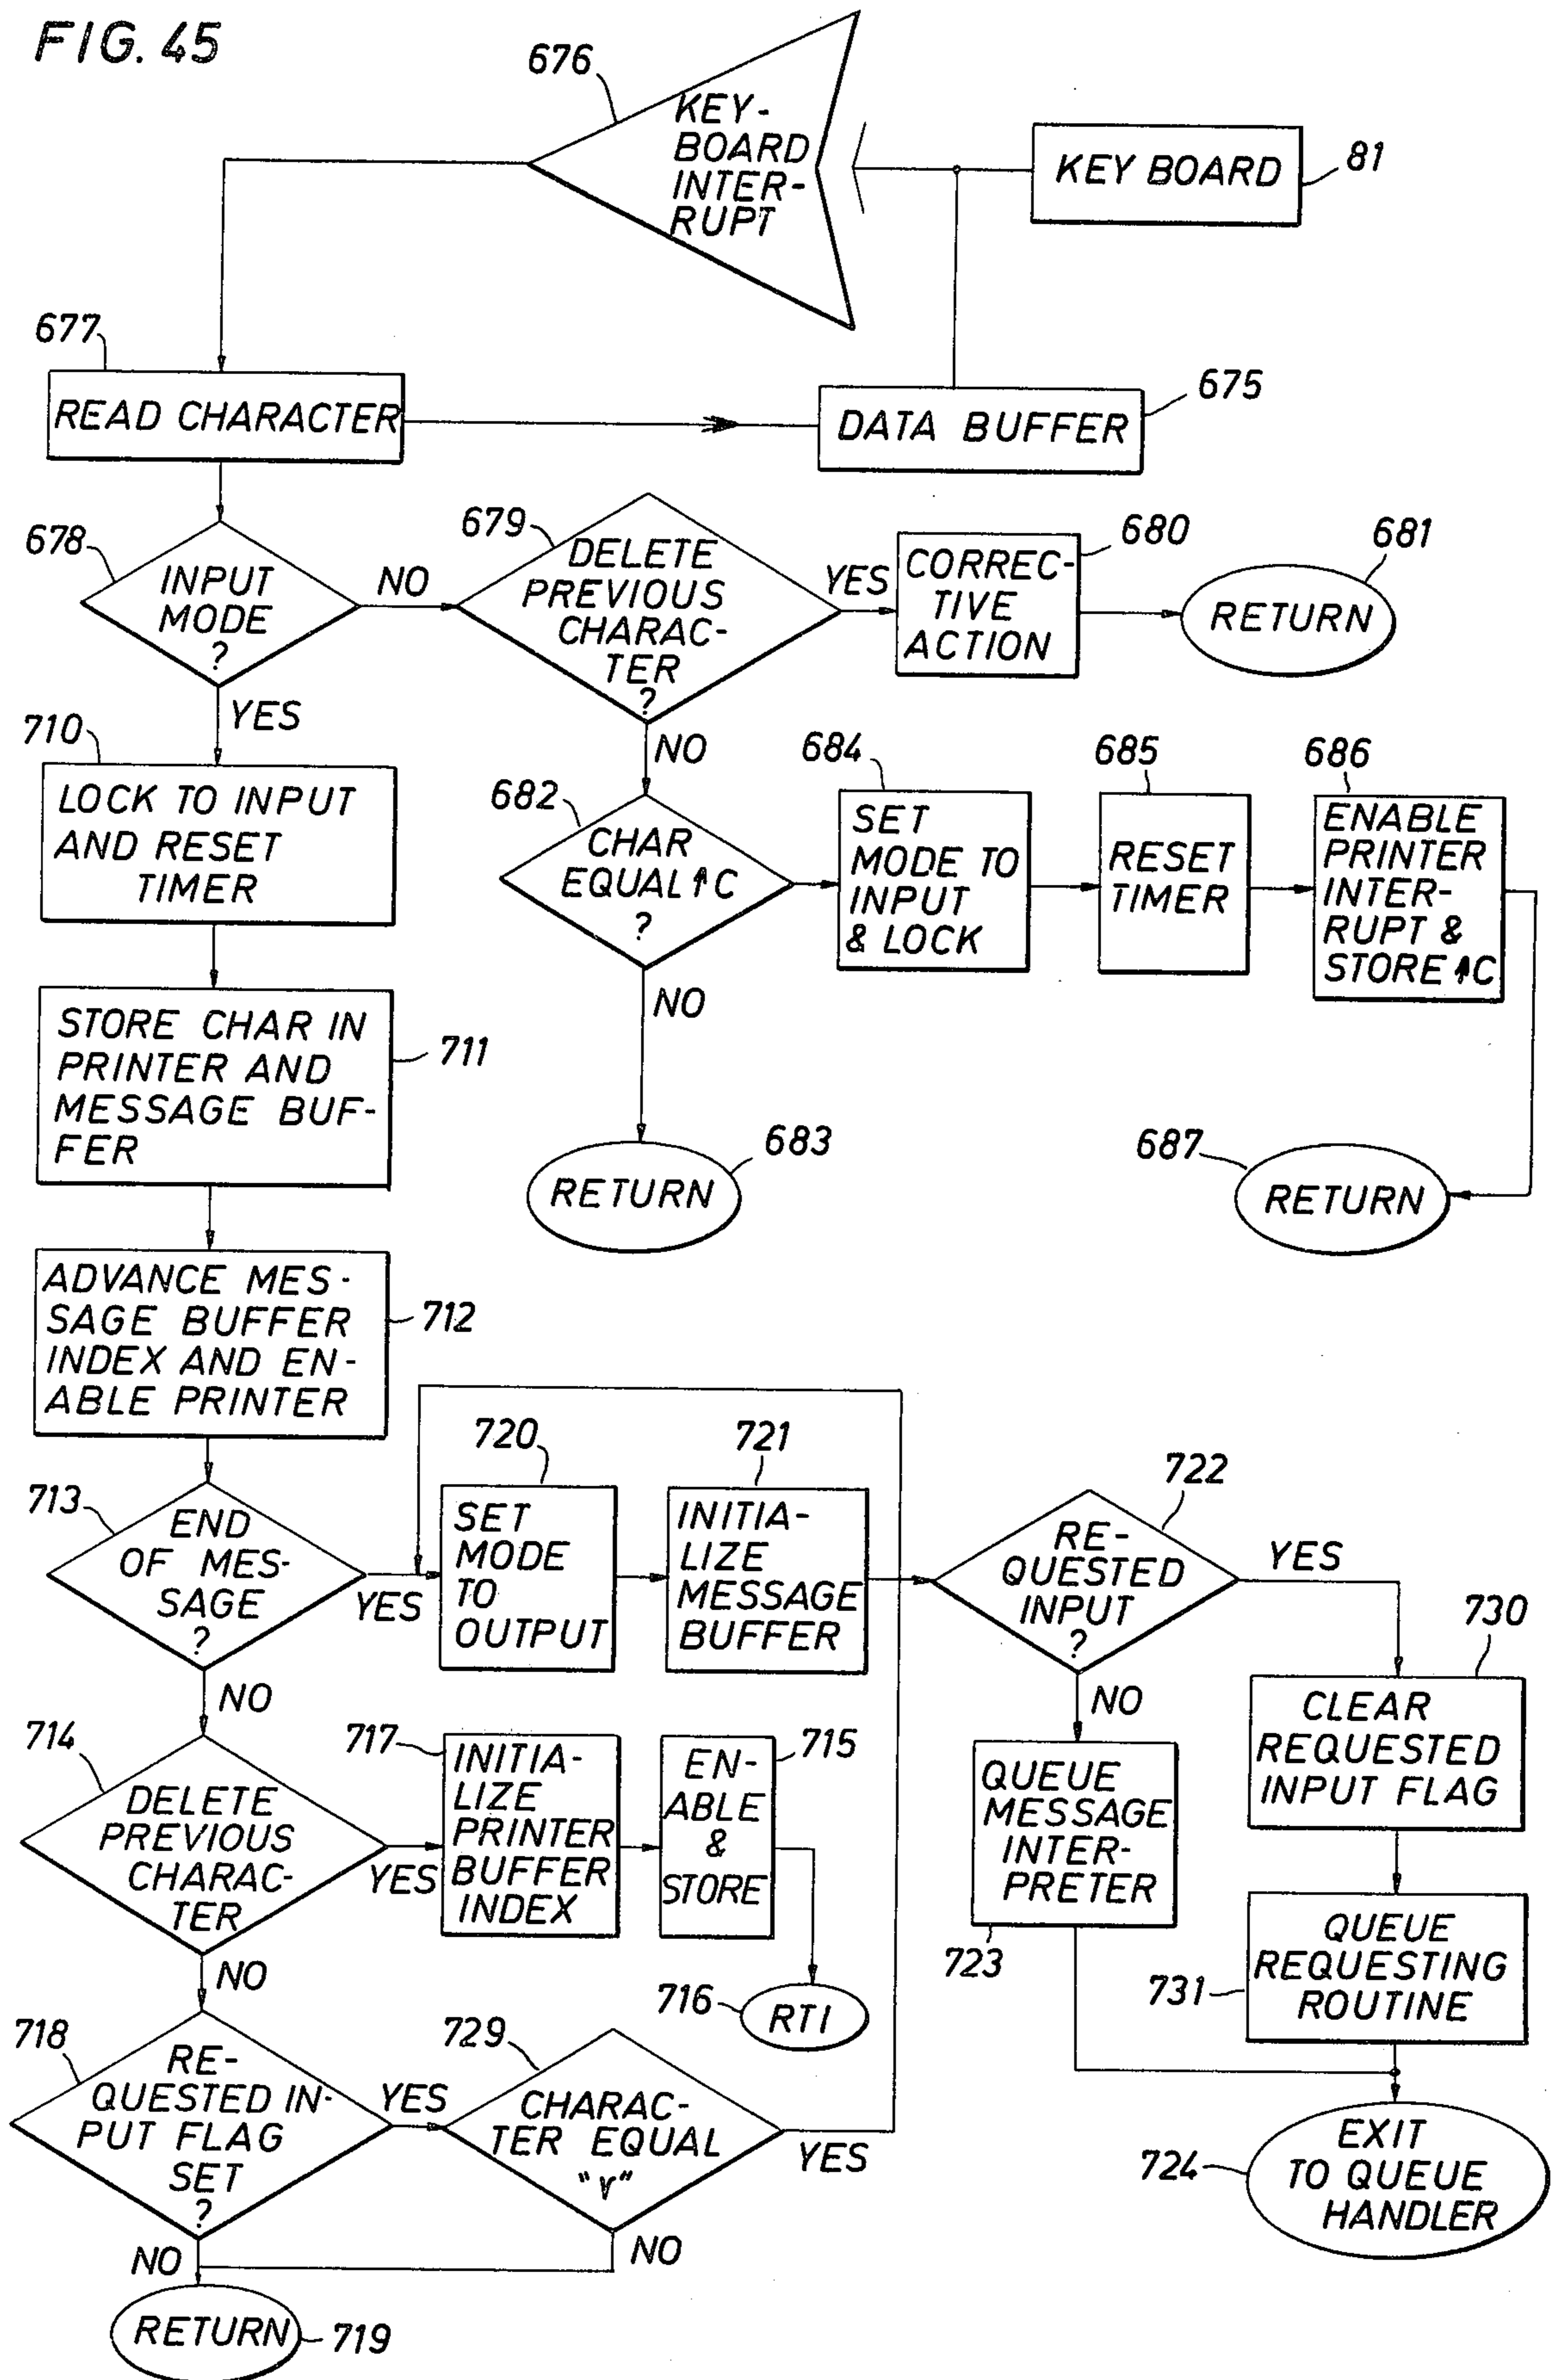 FIG. 45
676
KEY-
BOARD
INTER-
RUPT
KEY BOARD
81
677
READ CHARACTER
DATA BUFFER
675
678
INPUT
MODE
?
NO
YES
679
DELETE
PREVIOUS
CHARAC-
TER
?
YES
NO
CORREC-
TIVE
ACTION
680
RETURN
681
682
CHAR
EQUAL ↑C
?
NO
684
SET
MODE TO
INPUT
& LOCK
685
RESET
TIMER
686
ENABLE
PRINTER
INTER-
RUPT &
STORE ↑C
RETURN
683
687
RETURN
710
LOCK TO INPUT
AND RESET
TIMER
STORE CHAR IN
PRINTER AND
MESSAGE BUF-
FER
711
ADVANCE MES-
SAGE BUFFER
INDEX AND EN-
ABLE PRINTER
712
713
END
OF MES-
SAGE
?
YES
NO
720
SET
MODE
TO
OUTPUT
721
INITIA-
LIZE
MESSAGE
BUFFER
722
RE-
QUESTED
INPUT
?
YES
NO
730
CLEAR
REQUESTED
INPUT FLAG
QUEUE
MESSAGE
INTER-
PRETER
723
731
QUEUE
REQUESTING
ROUTINE
724
EXIT
TO QUEUE
HANDLER
714
DELETE
PREVIOUS
CHARAC-
TER
YES
NO
717
INITIA-
LIZE
PRINTER
BUFFER
INDEX
715
EN-
ABLE
&
STORE
716
RTI
718
RE-
QUESTED IN-
PUT FLAG
SET
?
YES
NO
729
CHARAC-
TER EQUAL
"r"
YES
NO
RETURN
719